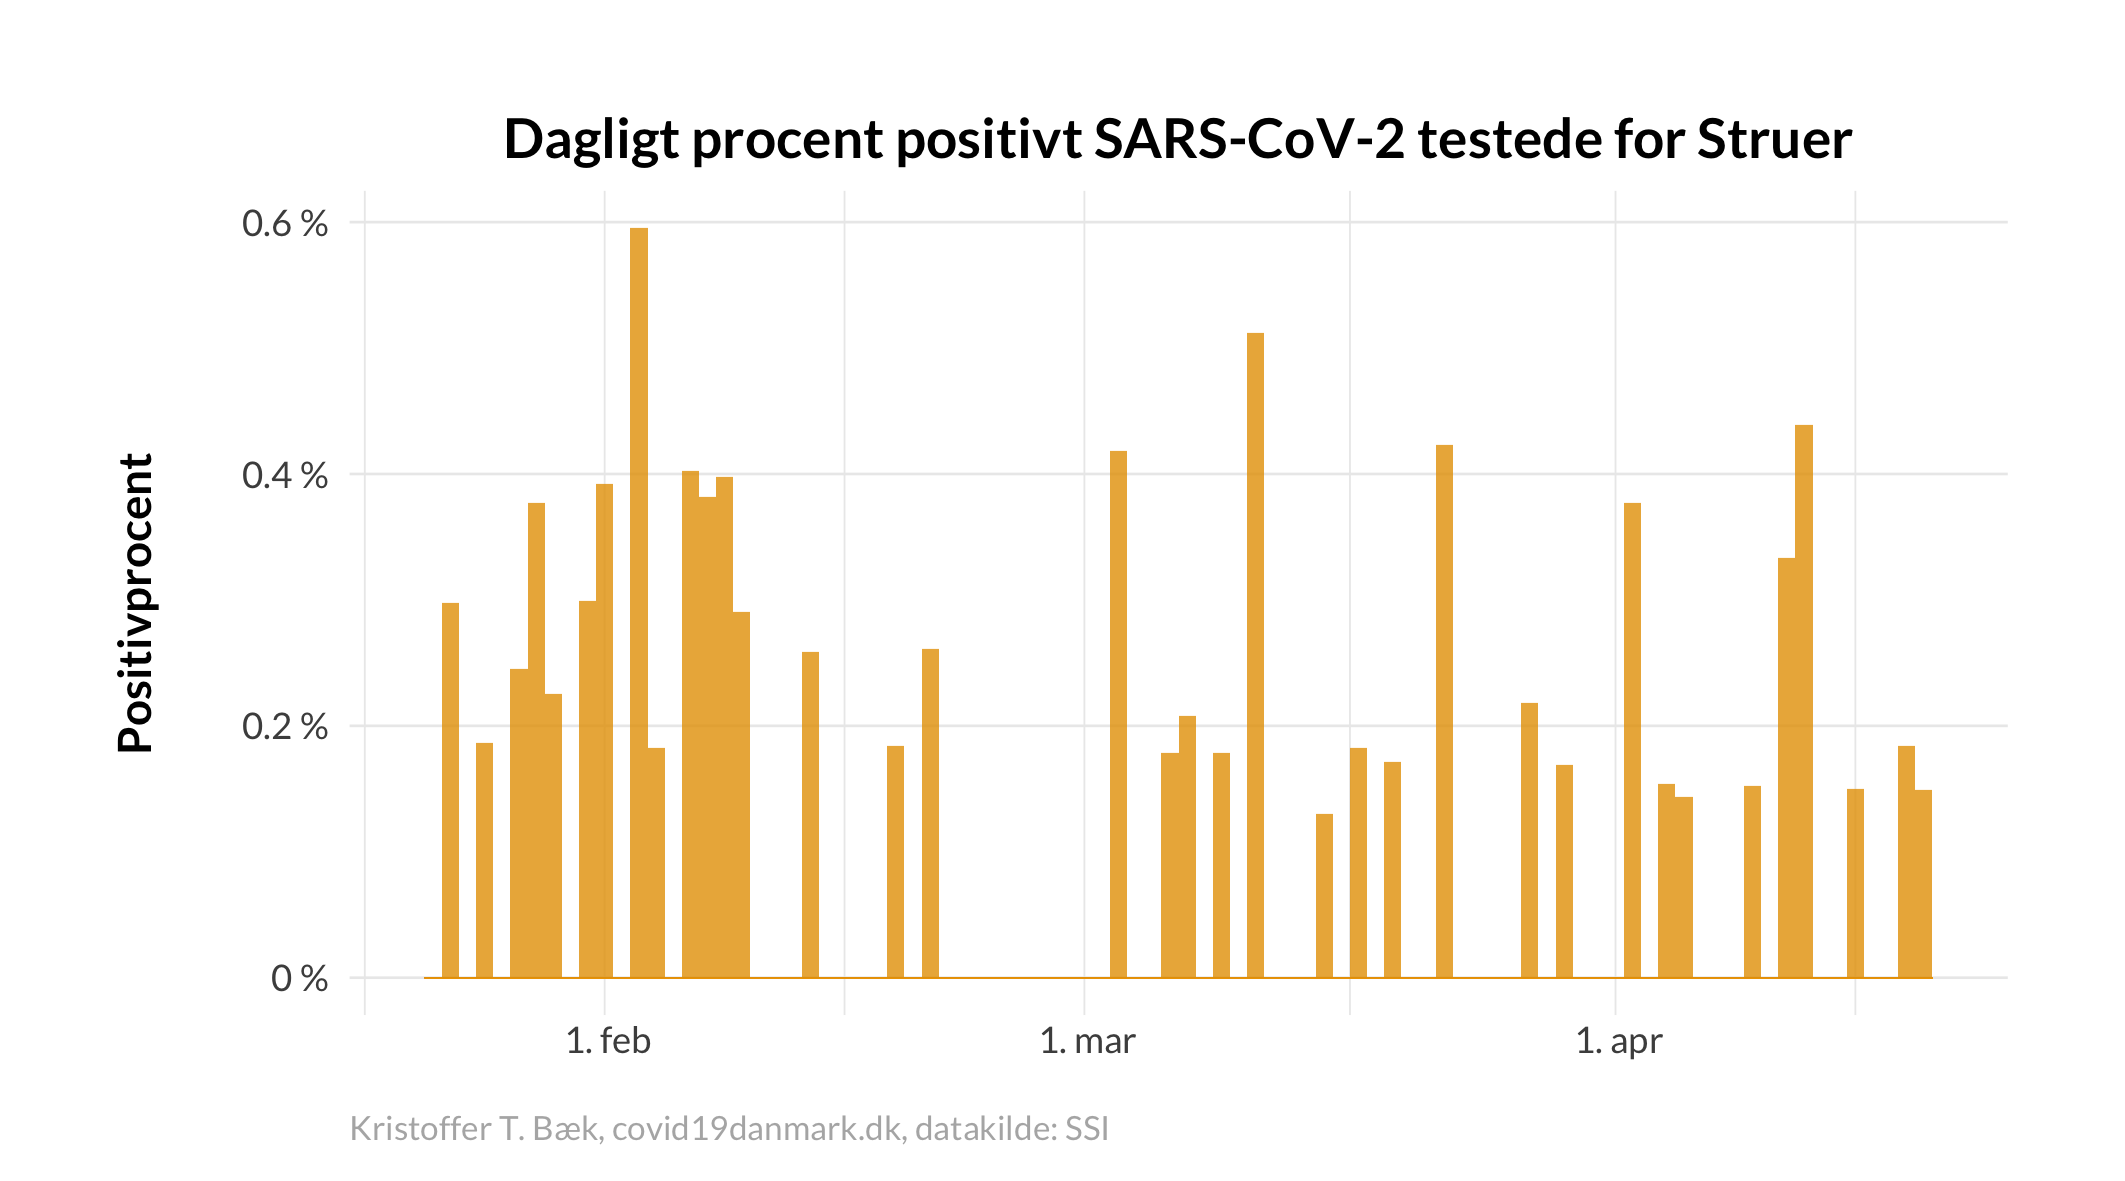 Dagligt procent positivt SARS-CoV-2 testede for Struer
Positivprocent
0.6 %
0.4 %
0.2 %
0 %
1. feb
1. mar
1. apr
Kristoffer T. Bæk, covid19danmark.dk, datakilde: SSI